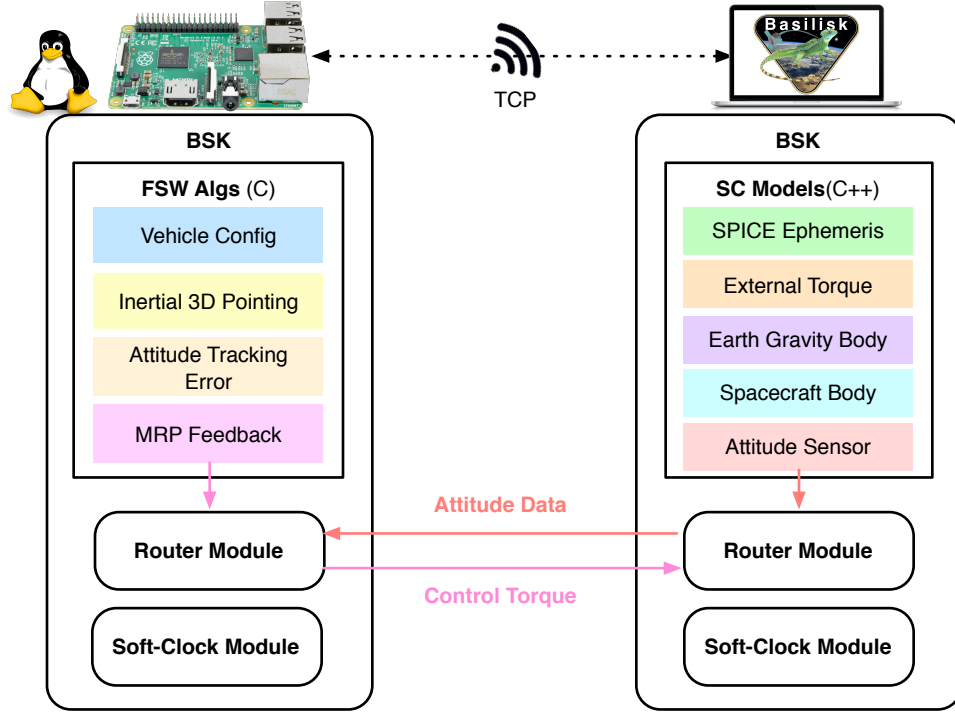 Basilisk
TCP
BSK
FSW Algs (C)
Vehicle Config
Inertial 3D Pointing
Attitude Tracking
Error
MRP Feedback
Router Module
Soft-Clock Module
Attitude Data
Control Torque
BSK
SC Models(C++)
SPICE Ephemeris
External Torque
Earth Gravity Body
Spacecraft Body
Attitude Sensor
Router Module
Soft-Clock Module